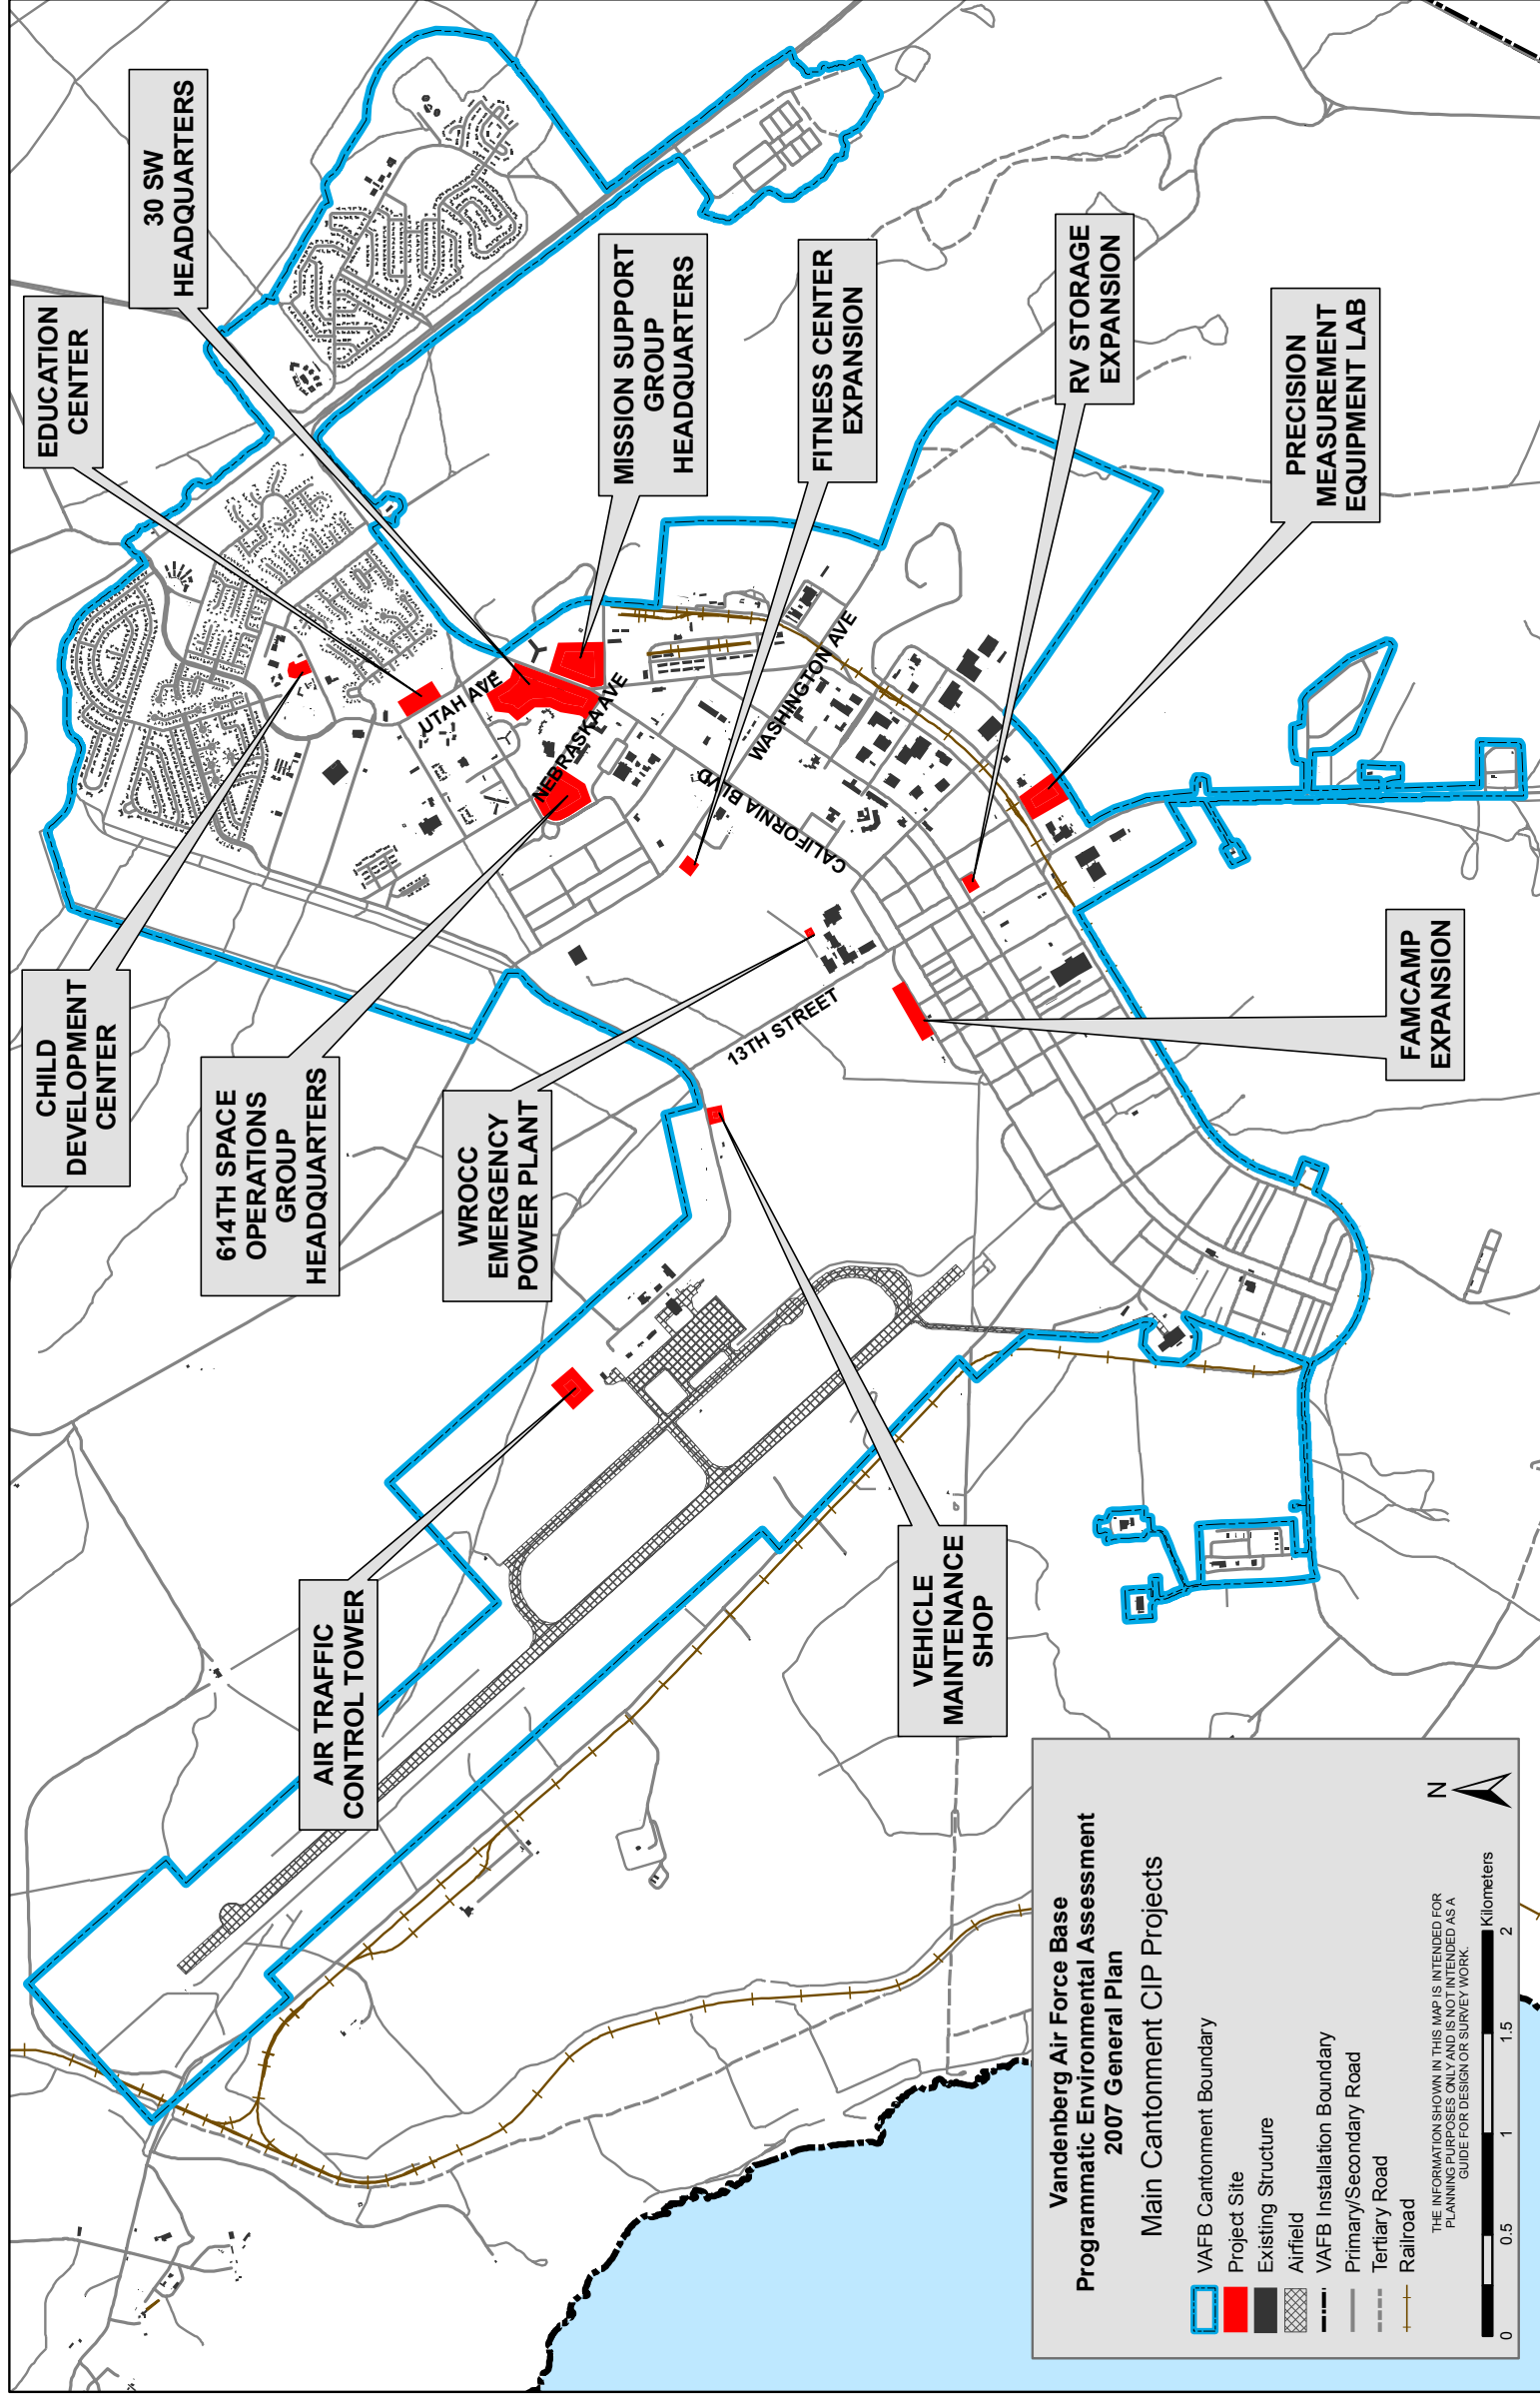 CHILD
DEVELOPMENT
CENTER
EDUCATION
CENTER
30 SW
HEADQUARTERS
614TH SPACE
OPERATIONS
GROUP
HEADQUARTERS
AIR TRAFFIC
CONTROL TOWER
WROCC
EMERGENCY
POWER PLANT
MISSION SUPPORT
GROUP
HEADQUARTERS
FITNESS CENTER
EXPANSION
VEHICLE
MAINTENANCE
SHOP
RV STORAGE
EXPANSION
PRECISION
MEASUREMENT
EQUIPMENT LAB
FAMCAMP
EXPANSION
UTAH AVE
NEBRASKA AVE
CALIFORNIA BLVD
WASHINGTON AVE
13TH STREET
Vandenberg Air Force Base
Programmatic Environmental Assessment
2007 General Plan
Main Cantonment CIP Projects
VAFB Cantonment Boundary
Project Site
Existing Structure
Airfield
VAFB Installation Boundary
Primary/Secondary Road
Tertiary Road
Railroad
N
THE INFORMATION SHOWN IN THIS MAP IS INTENDED FOR
PLANNING PURPOSES ONLY AND IS NOT INTENDED AS A
GUIDE FOR DESIGN OR SURVEY WORK.
Kilometers
0 0.5 1 1.5 2